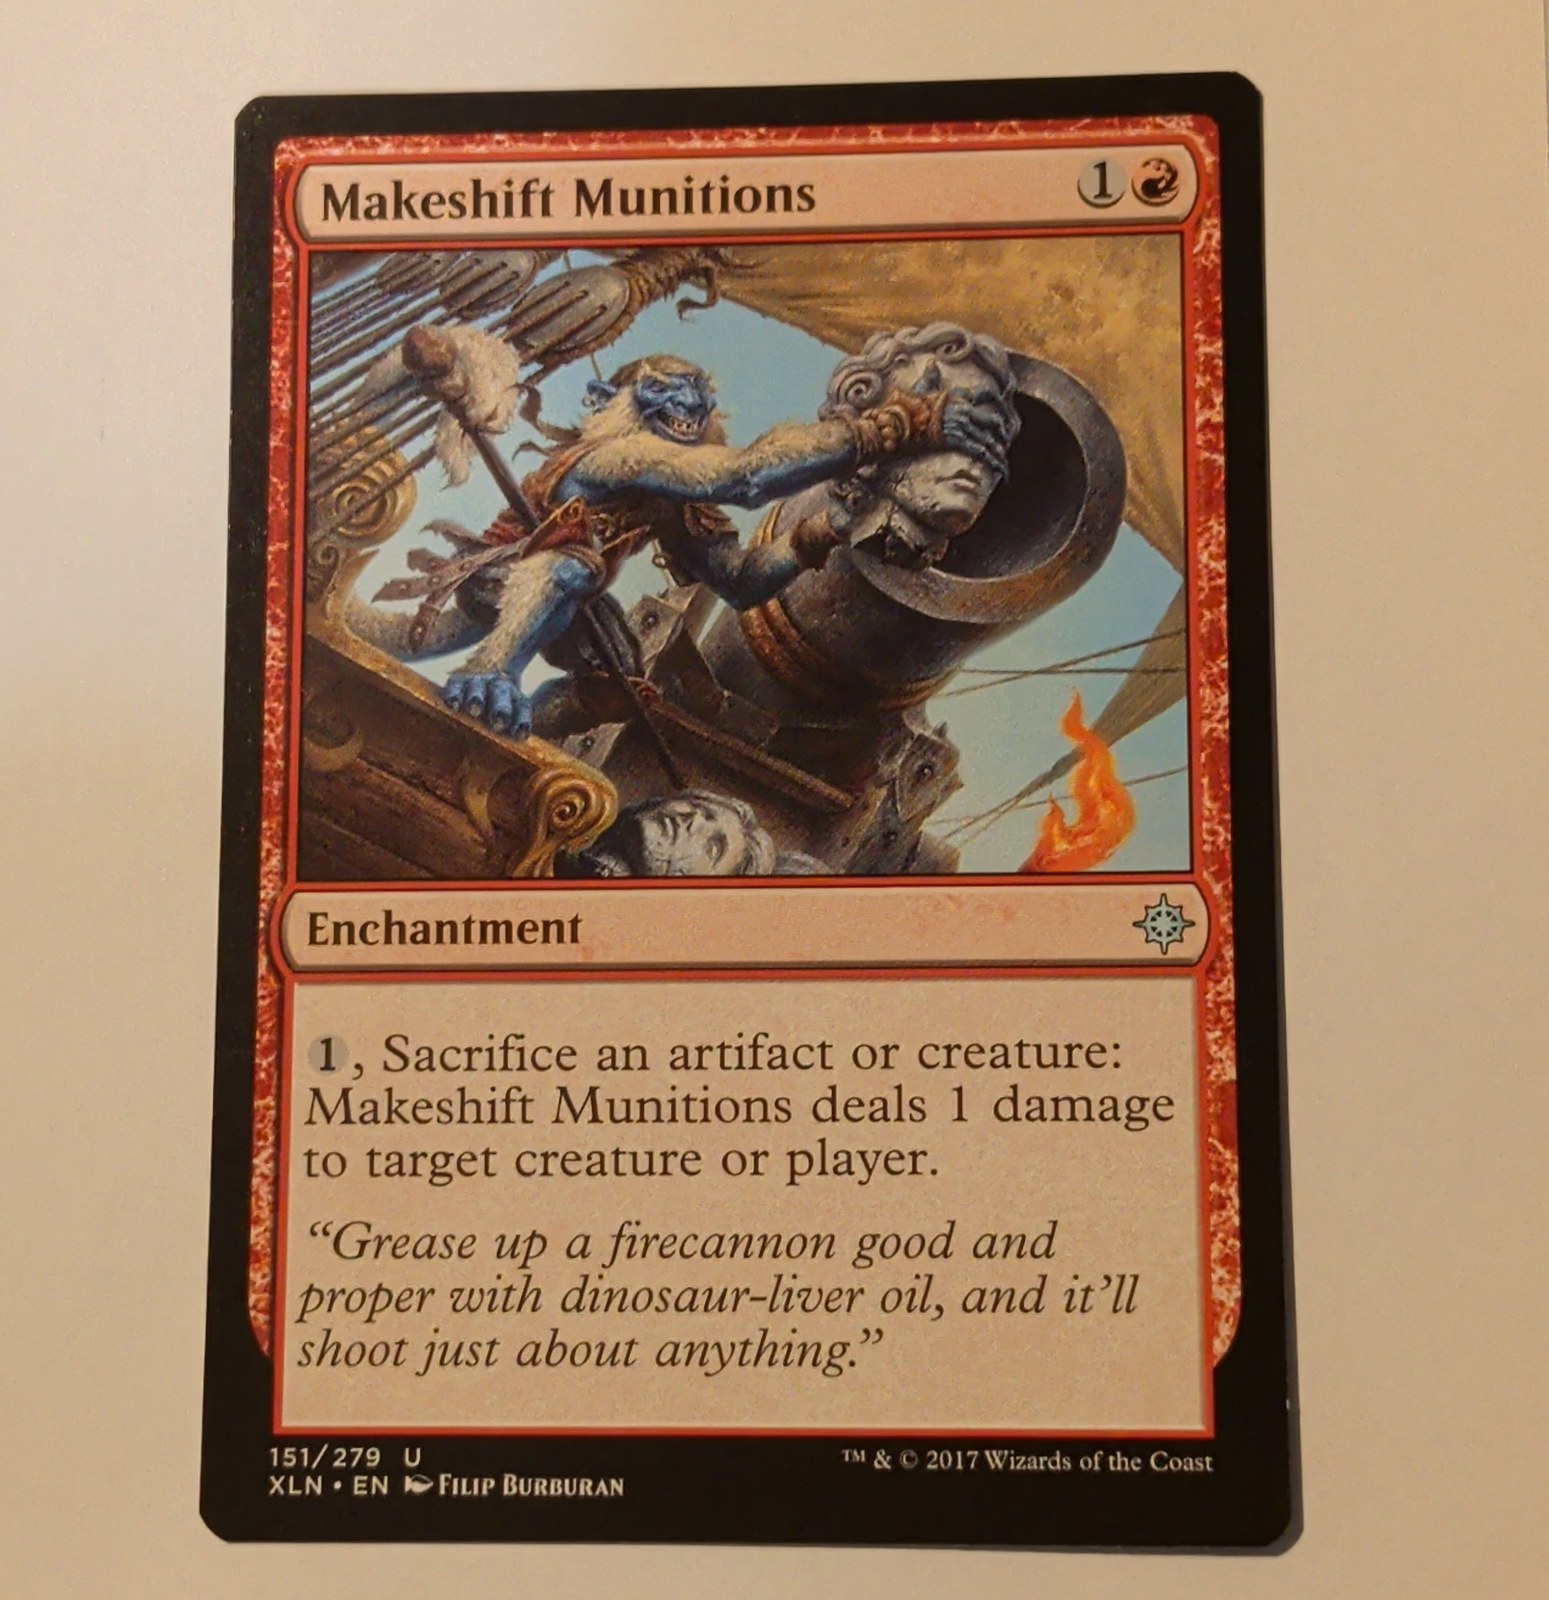 Makeshift Munitions 1
Enchantment
1, Sacrifice an artifact or creature:
Makeshift Munitions deals 1 damage
to target creature or player.
“Grease up a firecannon good and
proper with dinosaur-liver oil, and it’ll
shoot just about anything.”
151/279 U
XLN • EN Filip Burburan
™ & © 2017 Wizards of the Coast